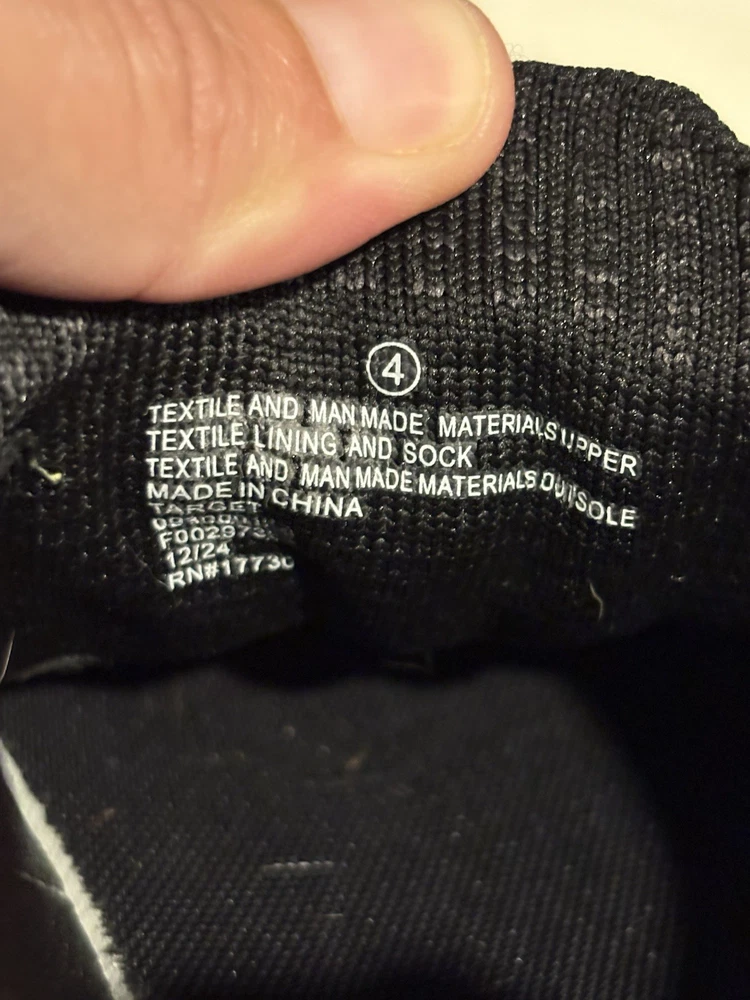 4
TEXTILE AND MAN MADE MATERIALS UPPER
TEXTILE LINING AND SOCK
TEXTILE AND MAN MADE MATERIALS OUTSOLE
MADE IN CHINA
TARGET
12/24